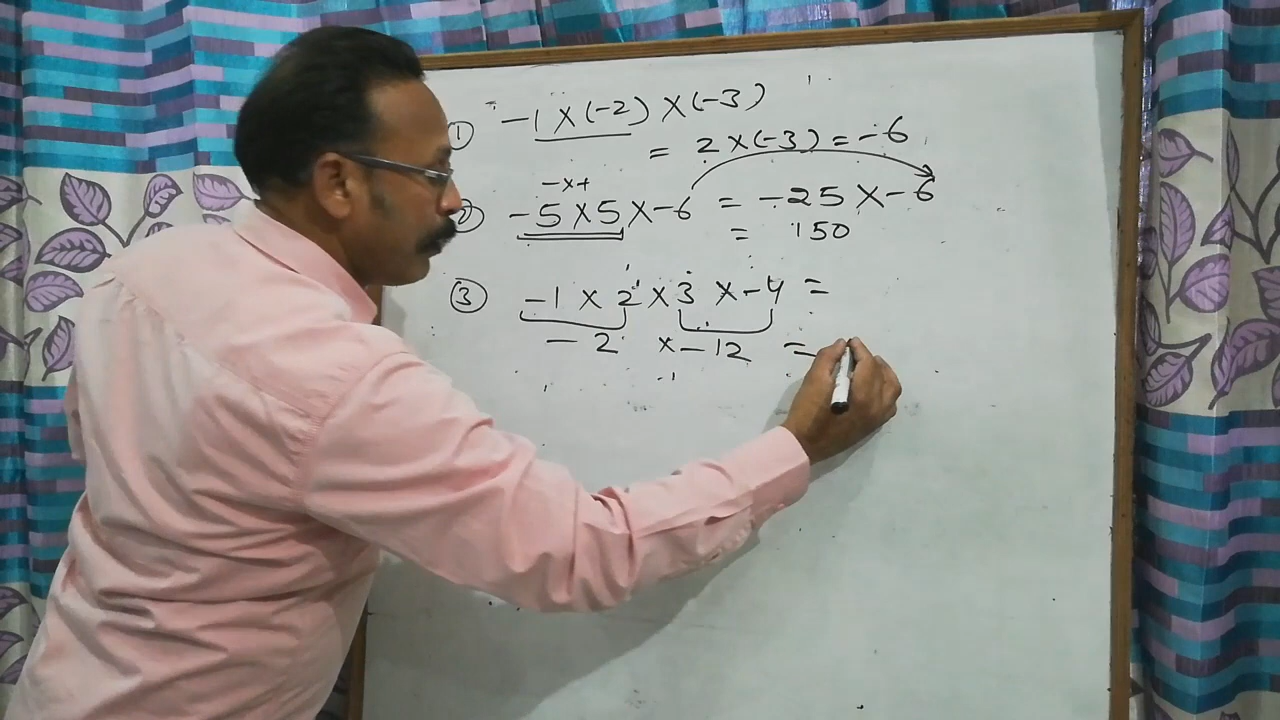 ① -1 X (-2) X (-3)
= 2 X (-3) = -6
- x +
② -5 X 5 X -6 = -25 X -6
= 150
③ -1 X 2 X 3 X -4 =
- 2 X - 12 =